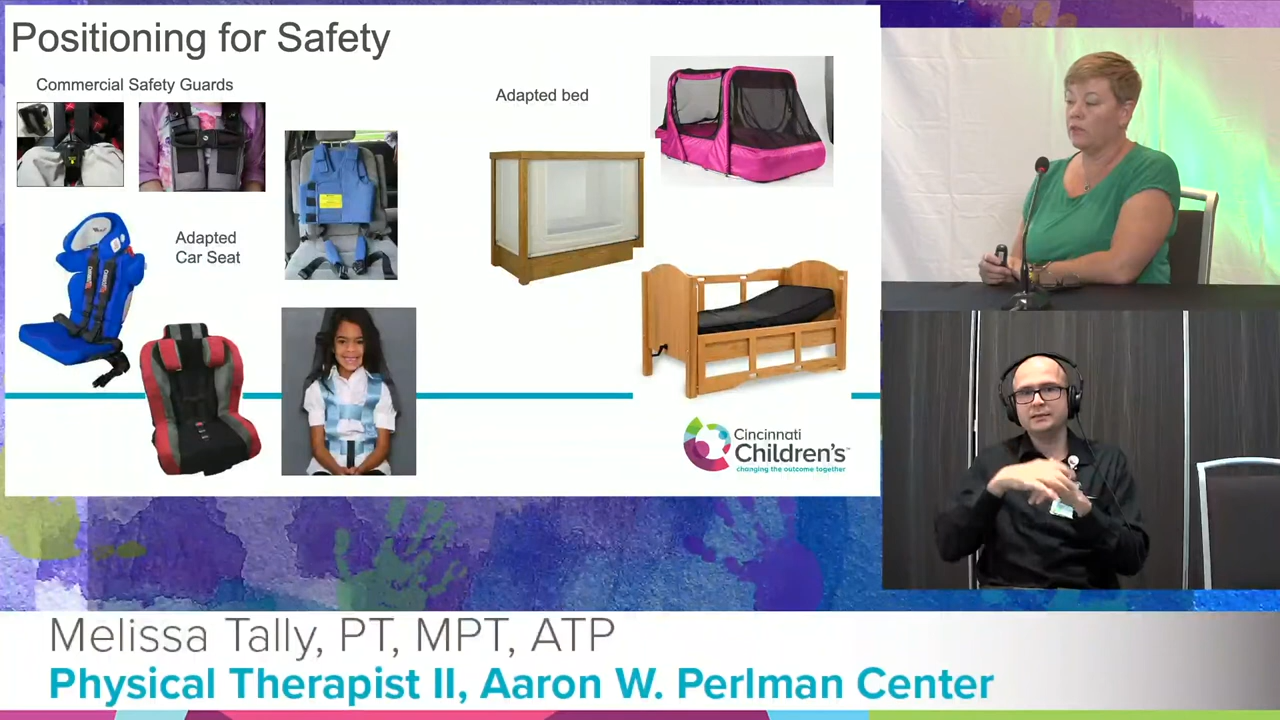 Positioning for Safety
Commercial Safety Guards
Adapted bed
Adapted
Car Seat
Cincinnati
Children's™
changing the outcome together
Melissa Tally, PT, MPT, ATP
Physical Therapist II, Aaron W. Perlman Center